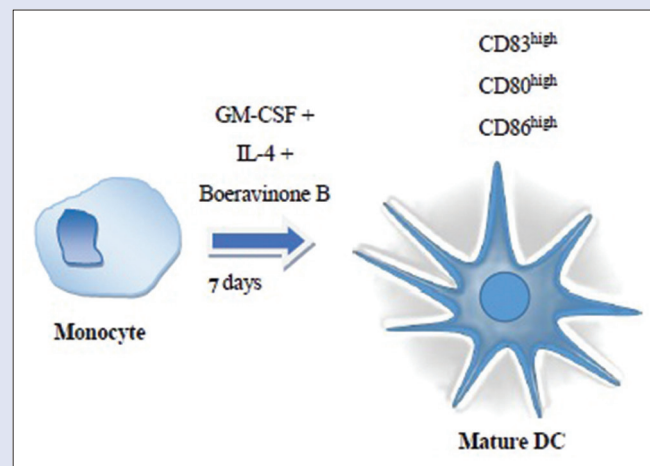 CD83high
CD80high
CD86high
GM-CSF +
IL-4 +
Boeravinone B
7 days
Monocyte
Mature DC